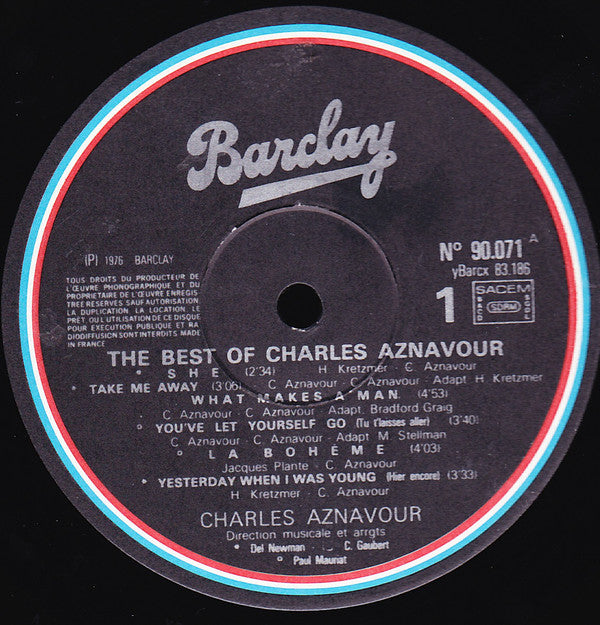 Barclay
(P) 1976 BARCLAY
Nº 90.071 A
yBarcx 83.186
TOUS DROITS DU PRODUCTEUR DE
L'ŒUVRE PHONOGRAPHIQUE ET DU
PROPRIETAIRE DE L'ŒUVRE ENREGIS
TREE RESERVES SAUF AUTORISATION
LA DUPLICATION, LA LOCATION, LE
PRÊT, OU L'UTILISATION DE CE DISQUE
POUR EXECUTION PUBLIQUE ET RA
DIODIFFUSION SONT INTERDITS MADE
IN FRANCE
1
SACEM
SACD
SDRM
SGDL
THE BEST OF CHARLES AZNAVOUR
• SHE (2'34) H Kretzmer - C Aznavour
• TAKE ME AWAY (3'06) C Aznavour - C Aznavour - Adapt H Kretzmer
WHAT MAKES A MAN (4'53)
C Aznavour - C Aznavour - Adapt. Bradford Graig
° YOU'VE LET YOURSELF GO (Tu t'laisses aller) (3'40)
C Aznavour - C Aznavour - Adapt M. Stellman
° LA BOHÈME (4'03)
Jacques Plante - C Aznavour
• YESTERDAY WHEN I WAS YOUNG (Hier encore) (3'33)
H Kretzmer - C Aznavour
CHARLES AZNAVOUR
Direction musicale et arrgts
• Del Newman - C. Gaubert
° Paul Mauriat